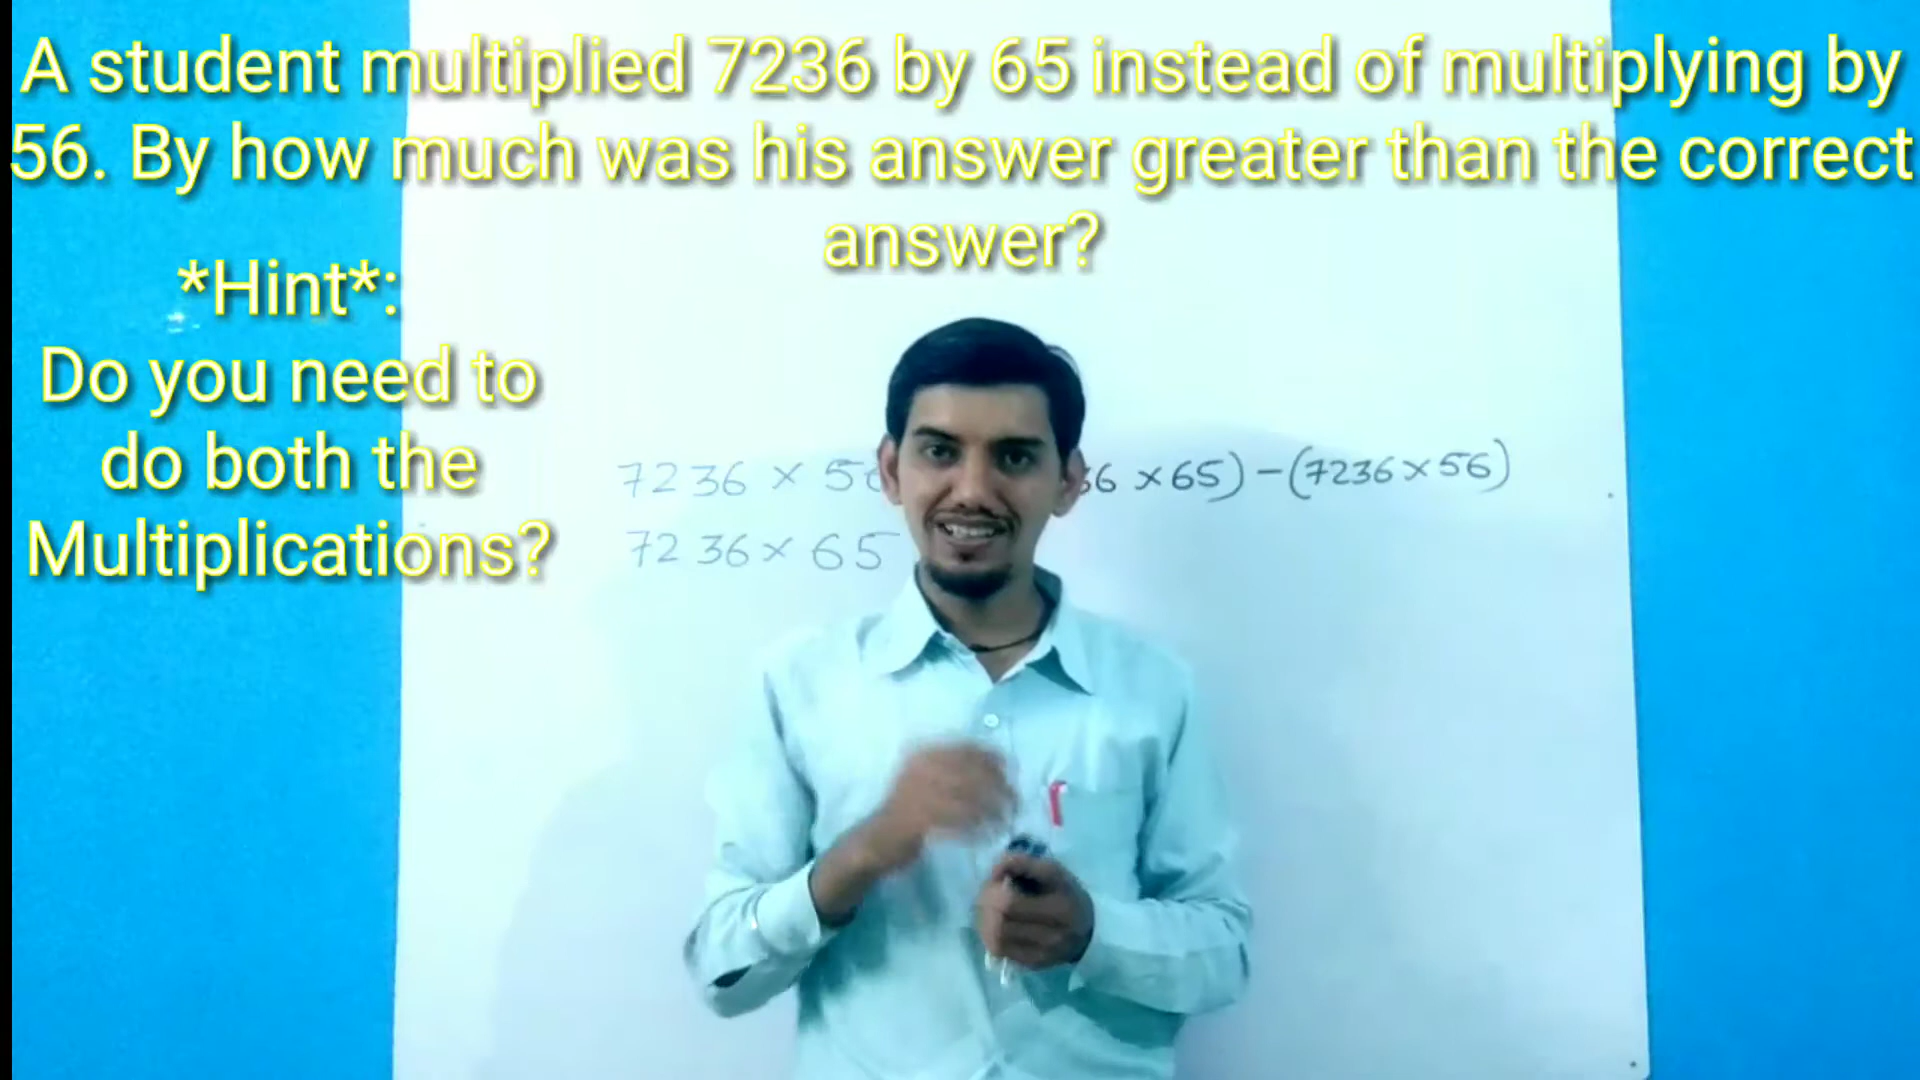 A student multiplied 7236 by 65 instead of multiplying by
56. By how much was his answer greater than the correct
answer?
*Hint*:
Do you need to
do both the
Multiplications?
7236 × 5
6 × 65) - (7236 × 56)
7236 × 65